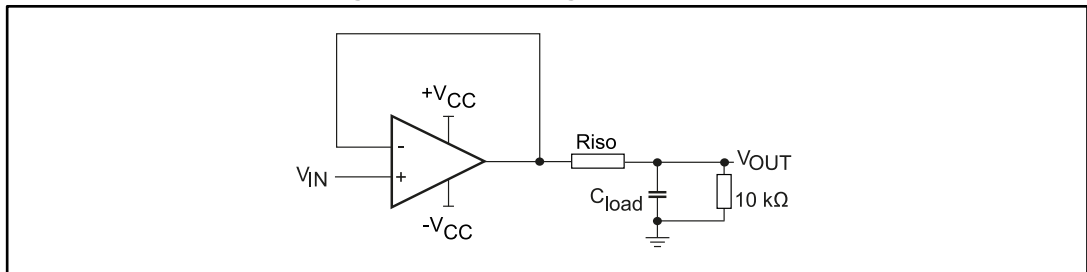 +VCC
-
Riso
VIN
+
VOUT
Cload
10 kΩ
-VCC